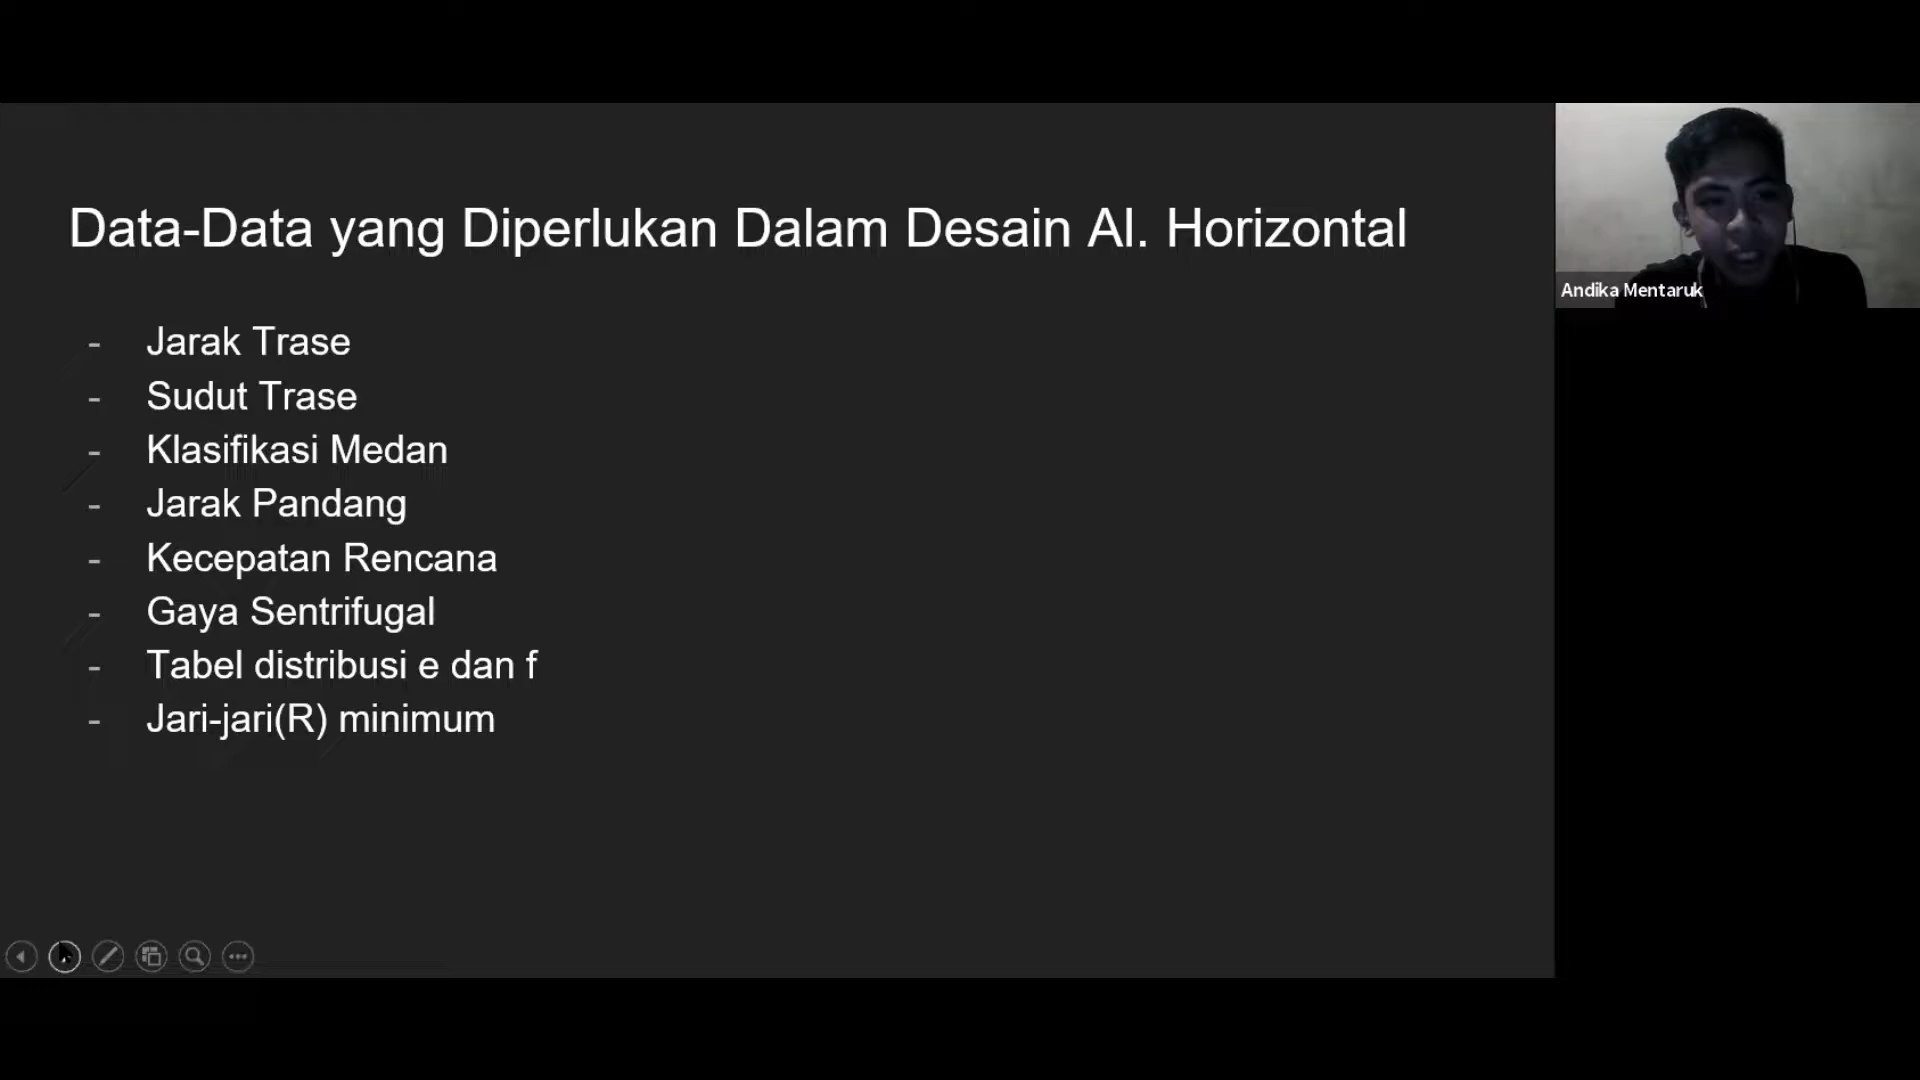 Data-Data yang Diperlukan Dalam Desain Al. Horizontal
- Jarak Trase
- Sudut Trase
- Klasifikasi Medan
- Jarak Pandang
- Kecepatan Rencana
- Gaya Sentrifugal
- Tabel distribusi e dan f
- Jari-jari(R) minimum
Andika Mentaruk